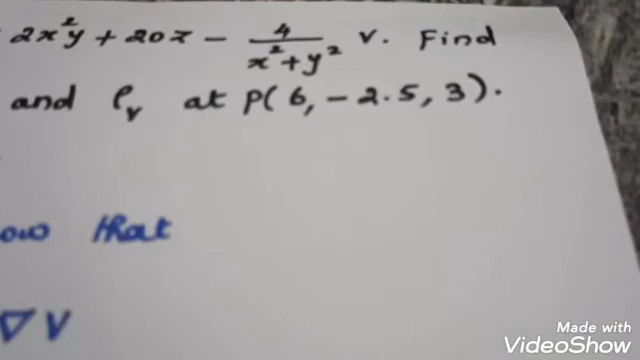 2x²y + 20z - 4/(x²+y²) V. Find
and ρᵥ at P(6, -2.5, 3).
that
∇V
Made with
VideoShow